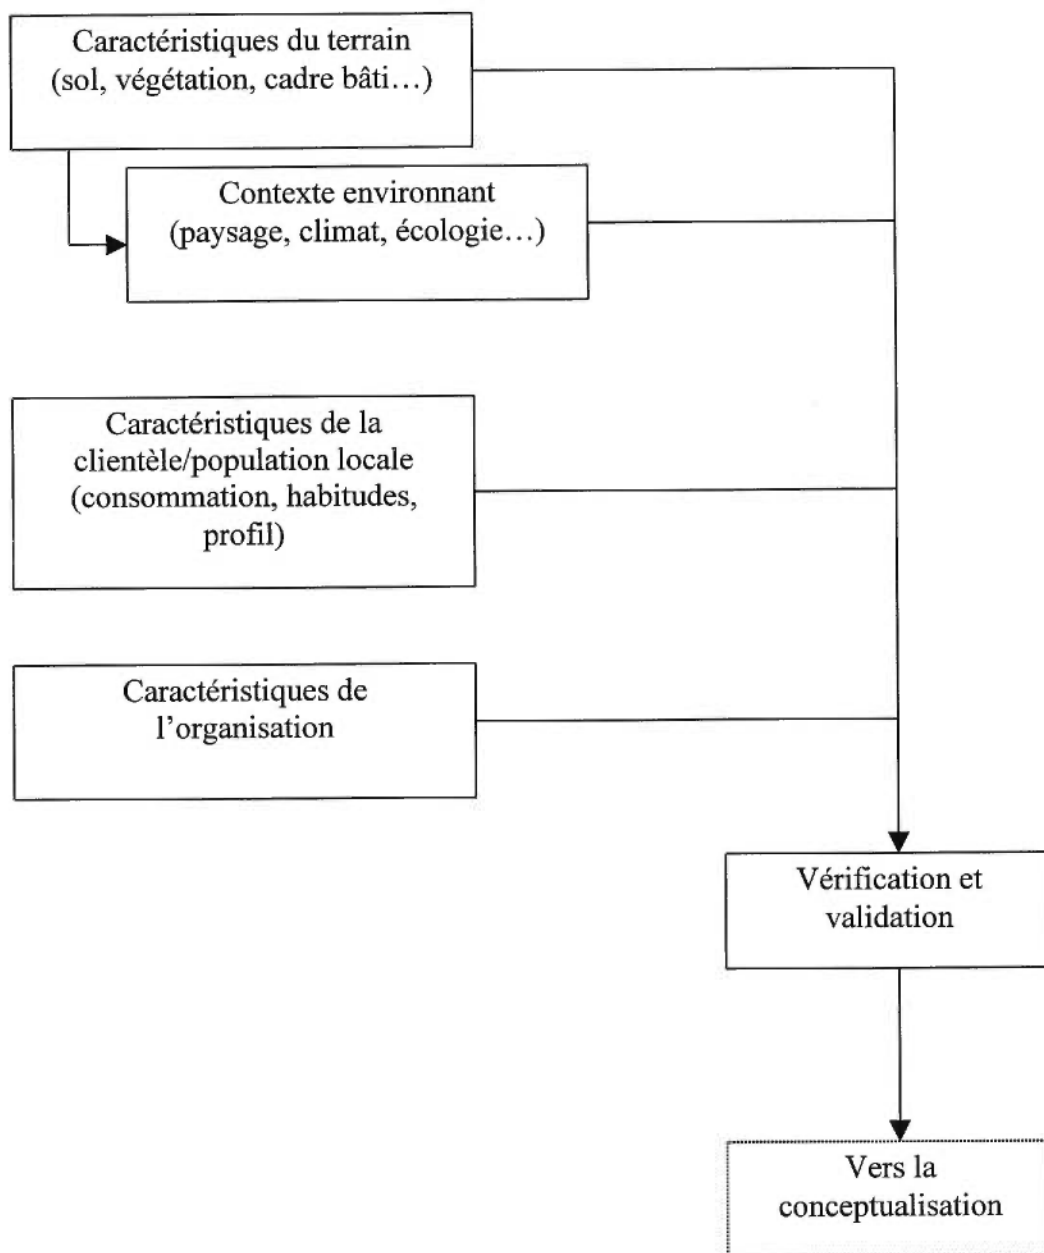 Caractéristiques du terrain
(sol, végétation, cadre bâti…)
Contexte environnant
(paysage, climat, écologie…)
Caractéristiques de la
clientèle/population locale
(consommation, habitudes,
profil)
Caractéristiques de
l’organisation
Vérification et
validation
Vers la
conceptualisation